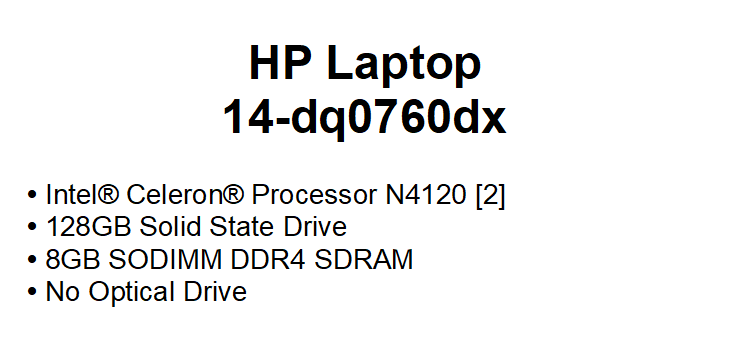 HP Laptop
14-dq0760dx
• Intel® Celeron® Processor N4120 [2]
• 128GB Solid State Drive
• 8GB SODIMM DDR4 SDRAM
• No Optical Drive